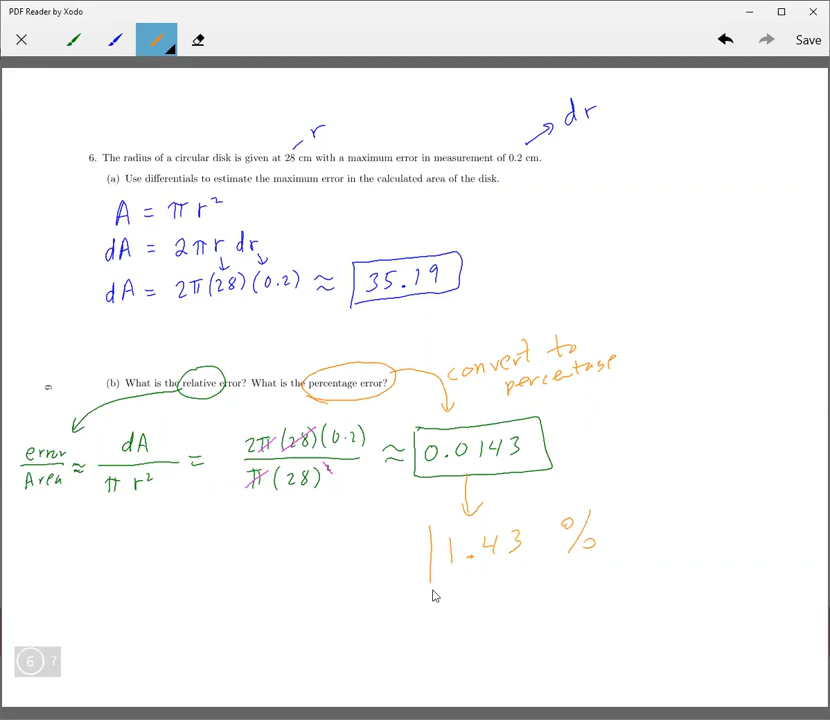 PDF Reader by Xodo
Save
r
dr
6. The radius of a circular disk is given at 28 cm with a maximum error in measurement of 0.2 cm.
(a) Use differentials to estimate the maximum error in the calculated area of the disk.
A = πr²
dA = 2πr dr
dA = 2π(28)(0.2) ≈ 35.19
convert to
percentage
6
(b) What is the relative error? What is the percentage error?
error/Area ≈ dA/πr² = 2π(28)(0.2)/π(28)² ≈ 0.0143
1.43 %
6 7